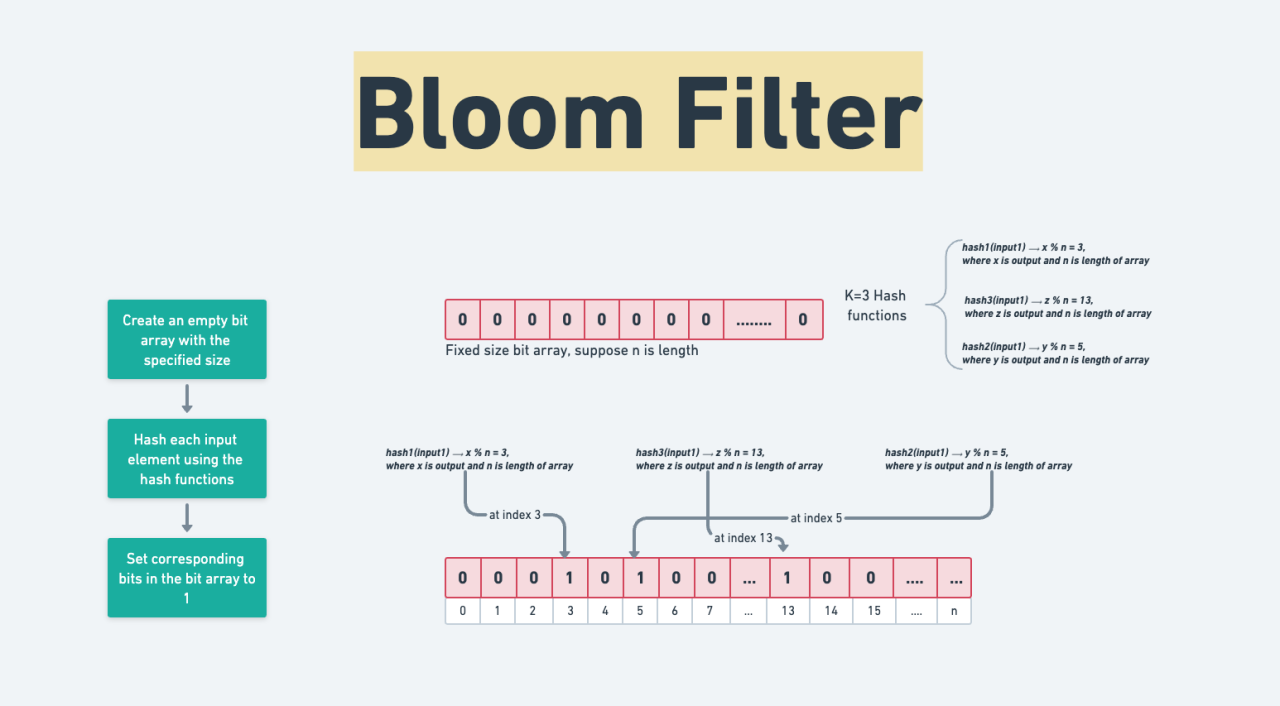 Bloom Filter
Create an empty bit
array with the
specified size
Hash each input
element using the
hash functions
Set corresponding
bits in the bit array to
1
0 0 0 0 0 0 0 0 ........ 0
Fixed size bit array, suppose n is length
K=3 Hash
functions
hash1(input1) → x % n = 3,
where x is output and n is length of array
hash3(input1) → z % n = 13,
where z is output and n is length of array
hash2(input1) → y % n = 5,
where y is output and n is length of array
hash1(input1) → x % n = 3,
where x is output and n is length of array
hash3(input1) → z % n = 13,
where z is output and n is length of array
hash2(input1) → y % n = 5,
where y is output and n is length of array
at index 3
at index 5
at index 13
0 0 0 1 0 1 0 0 ... 1 0 0 .... ...
0 1 2 3 4 5 6 7 ... 13 14 15 .... n